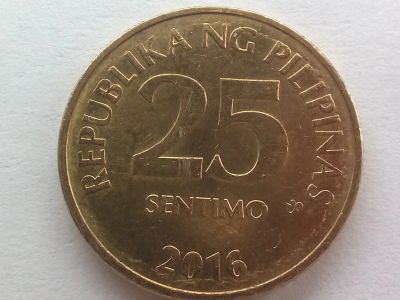 REPUBLIKA NG PILIPINAS
25
SENTIMO
2016